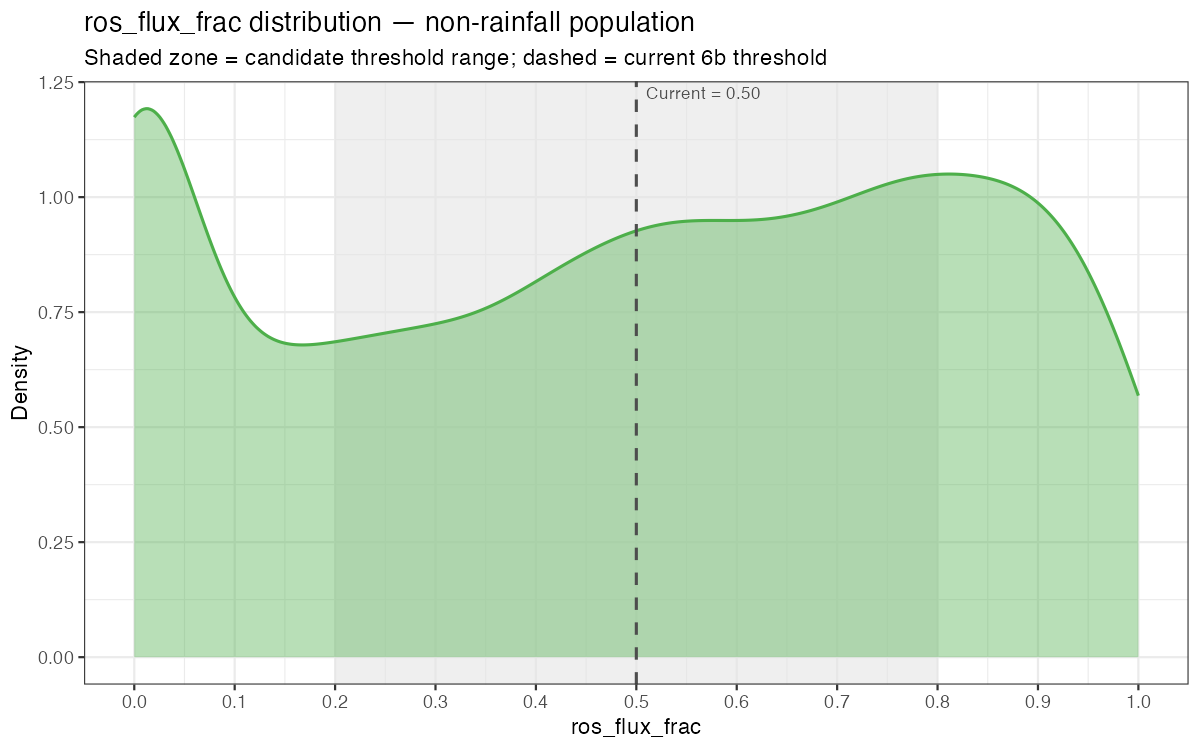 ros_flux_frac distribution — non-rainfall population
Shaded zone = candidate threshold range; dashed = current 6b threshold
1.25
Current = 0.50
1.00
0.75
Density
0.50
0.25
0.00
0.0 0.1 0.2 0.3 0.4 0.5 0.6 0.7 0.8 0.9 1.0
ros_flux_frac